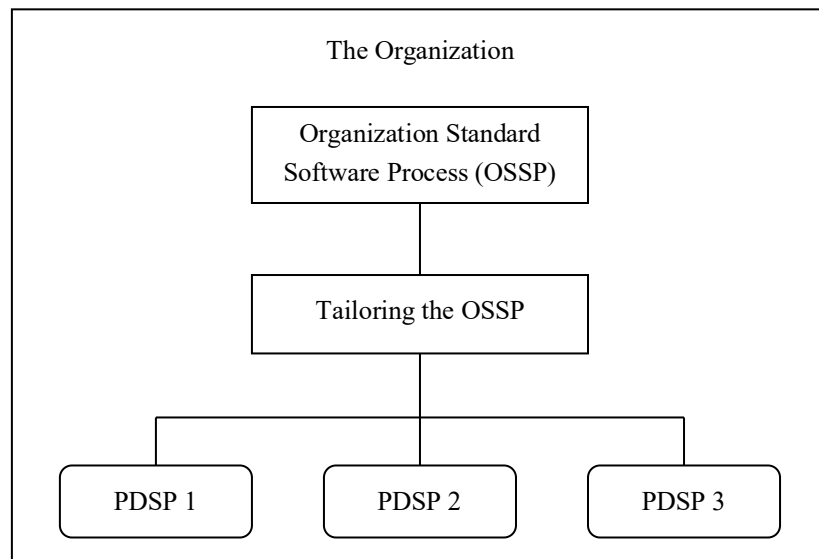 The Organization
Organization Standard
Software Process (OSSP)
Tailoring the OSSP
PDSP 1
PDSP 2
PDSP 3